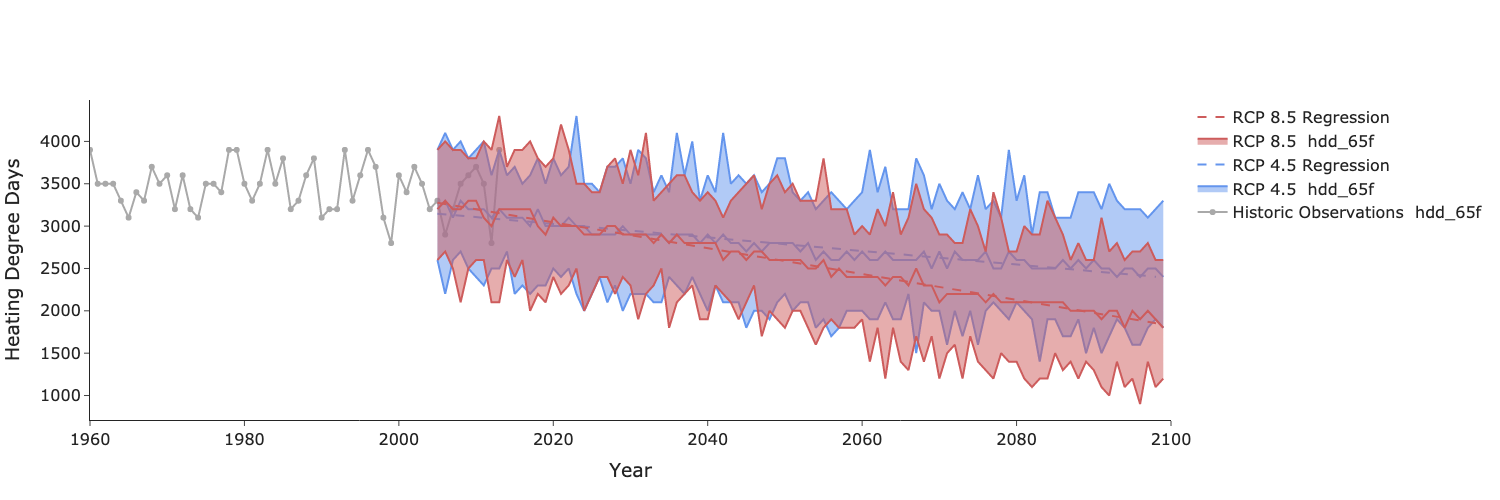 RCP 8.5 Regression
RCP 8.5 hdd_65f
RCP 4.5 Regression
RCP 4.5 hdd_65f
Historic Observations hdd_65f
Heating Degree Days
4000
3500
3000
2500
2000
1500
1000
1960 1980 2000 2020 2040 2060 2080 2100
Year